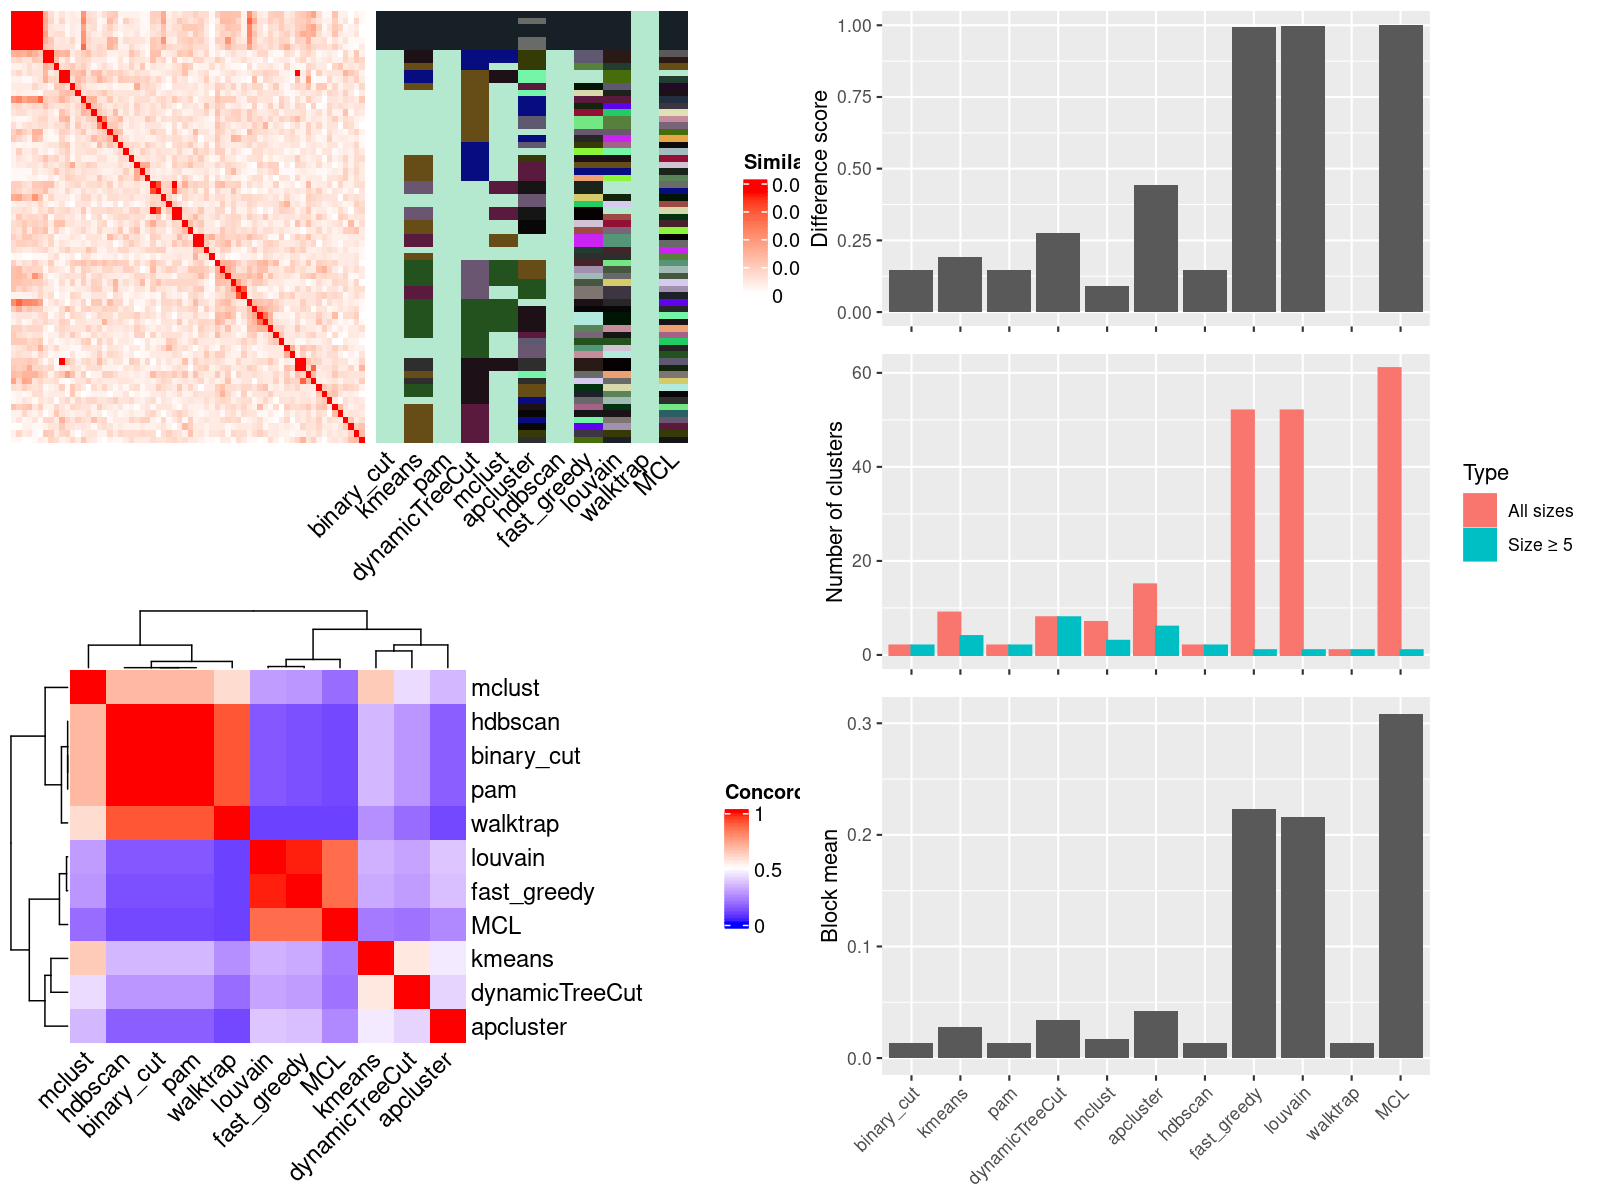 Simila
0.0
0.0
0.0
0.0
0
binary_cut
kmeans
pam
dynamicTreeCut
mclust
apcluster
hdbscan
fast_greedy
louvain
walktrap
MCL
mclust
hdbscan
binary_cut
pam
walktrap
louvain
fast_greedy
MCL
kmeans
dynamicTreeCut
apcluster
Concord
1
0.5
0
mclust
hdbscan
binary_cut
pam
walktrap
louvain
fast_greedy
MCL
kmeans
dynamicTreeCut
apcluster
Difference score
1.00
0.75
0.50
0.25
0.00
Number of clusters
60
40
20
0
Type
All sizes
Size ≥ 5
Block mean
0.3
0.2
0.1
0.0
binary_cut
kmeans
pam
dynamicTreeCut
mclust
apcluster
hdbscan
fast_greedy
louvain
walktrap
MCL